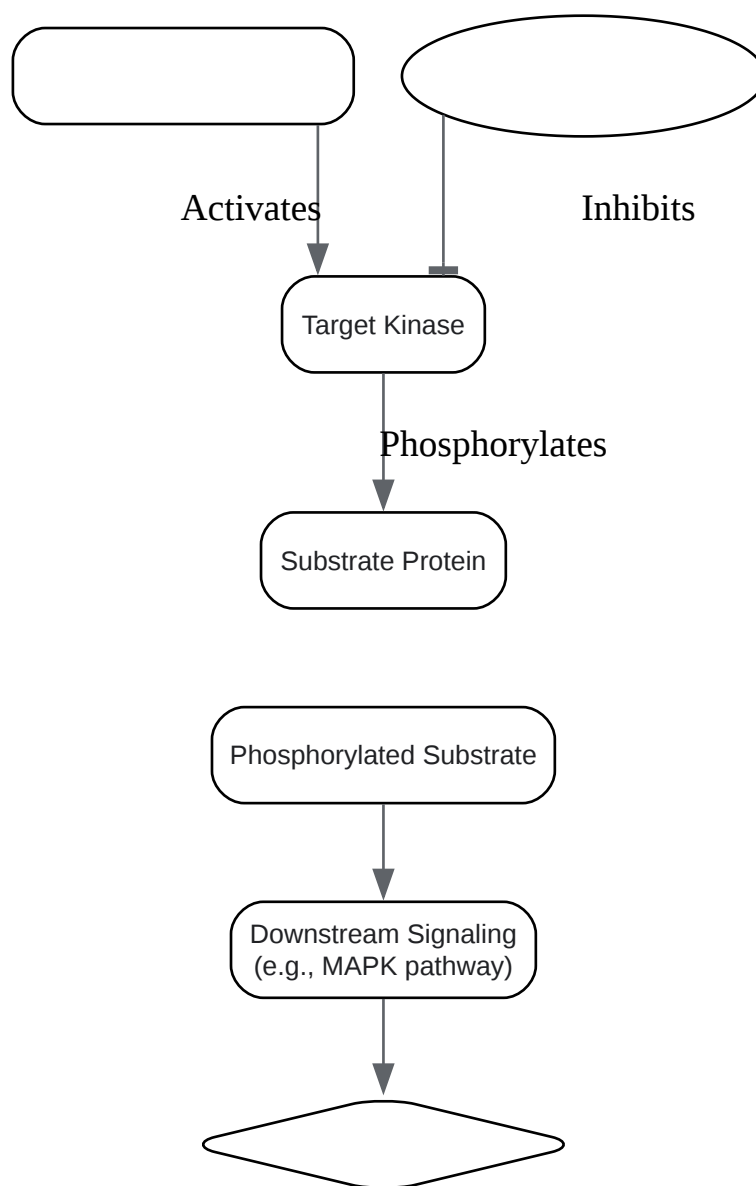 Activates
Inhibits
Target Kinase
Phosphorylates
Substrate Protein
Phosphorylated Substrate
Downstream Signaling
(e.g., MAPK pathway)